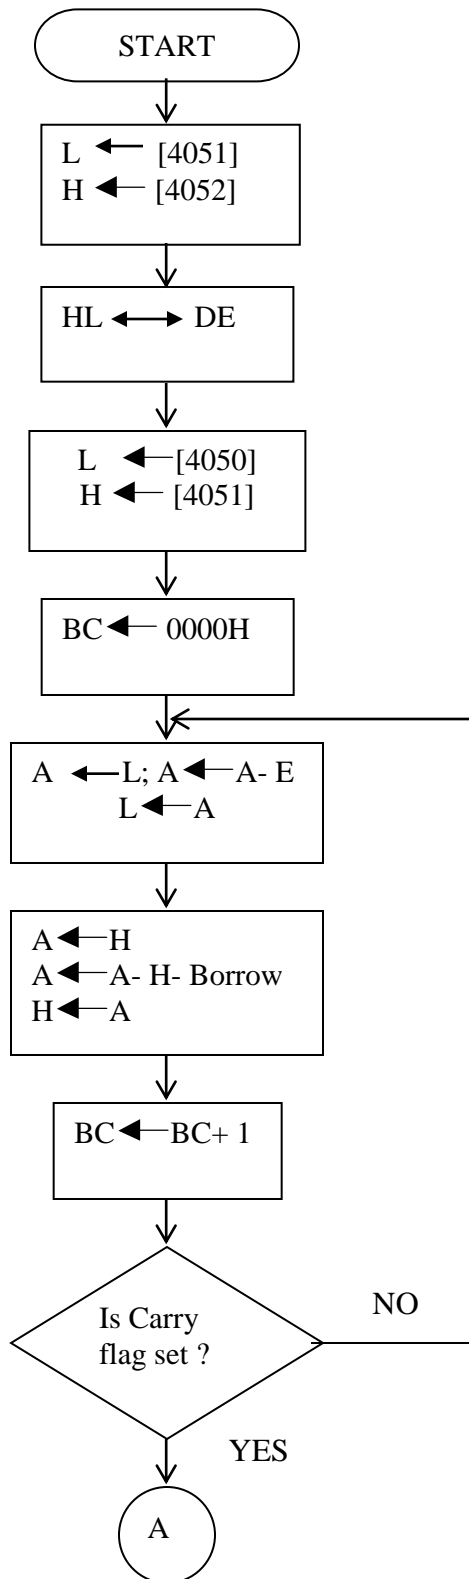 START
L [4051]
H [4052]
HL DE
L [4050]
H [4051]
BC 0000H
A L; A A- E
L A
A H
A A- H- Borrow
H A
BC BC+ 1
Is Carry
flag set ?
NO
YES
A